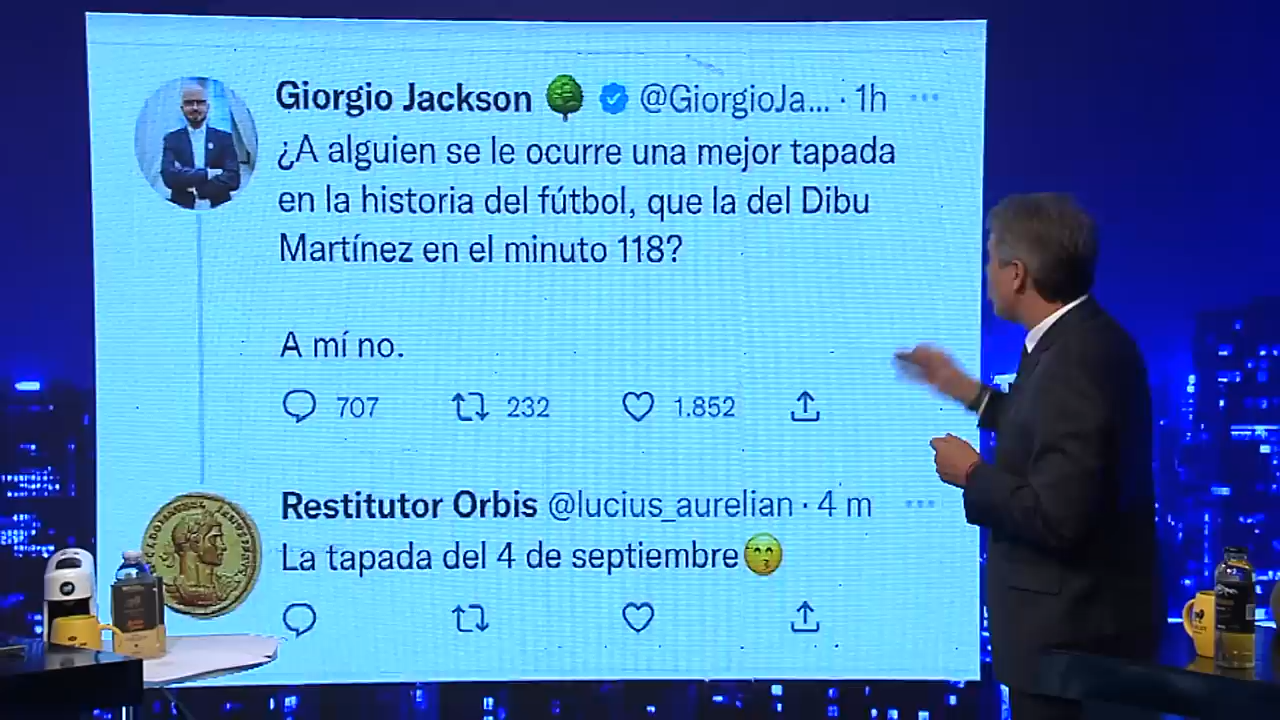 Giorgio Jackson @GiorgioJa... · 1h ...
¿A alguien se le ocurre una mejor tapada
en la historia del fútbol, que la del Dibu
Martínez en el minuto 118?
A mí no.
707 232 1.852
Restitutor Orbis @lucius_aurelian · 4 m ...
La tapada del 4 de septiembre